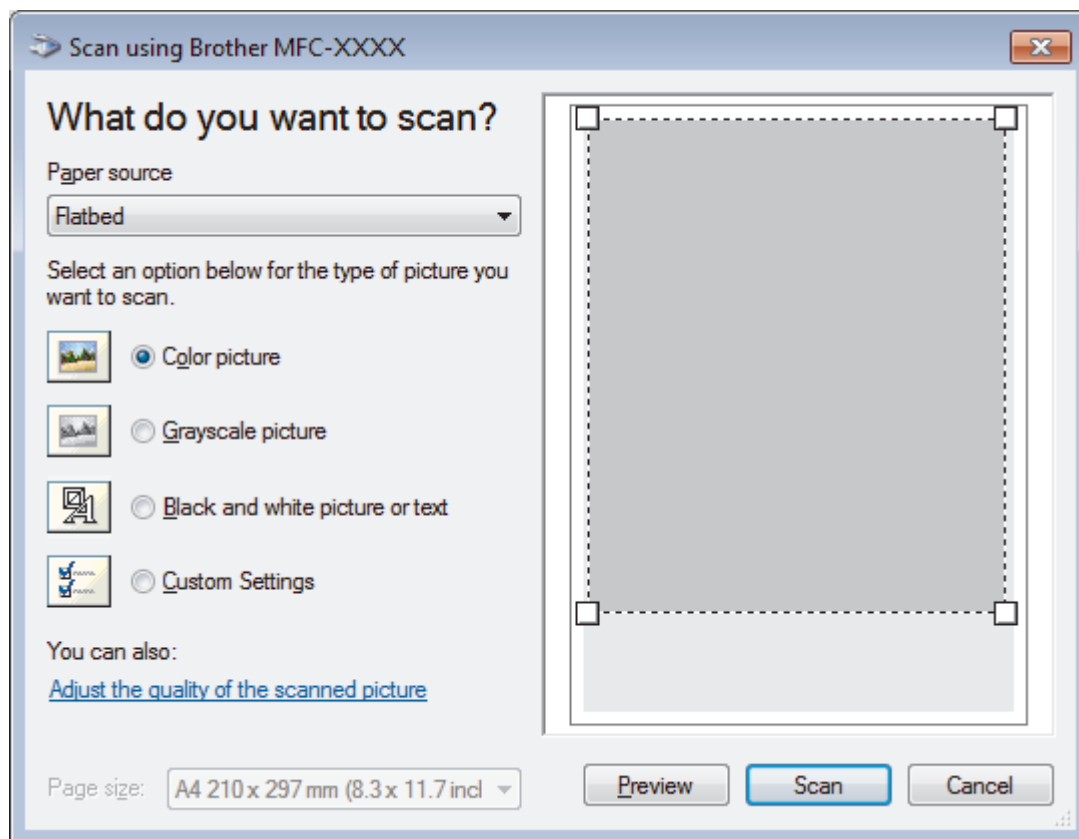 Scan using Brother MFC-XXXX
What do you want to scan?
Paper source
Flatbed
Select an option below for the type of picture you
want to scan.
Color picture
Grayscale picture
Black and white picture or text
Custom Settings
You can also:
Adjust the quality of the scanned picture
Page size: A4 210 x 297 mm (8.3 x 11.7 incl
Preview Scan Cancel